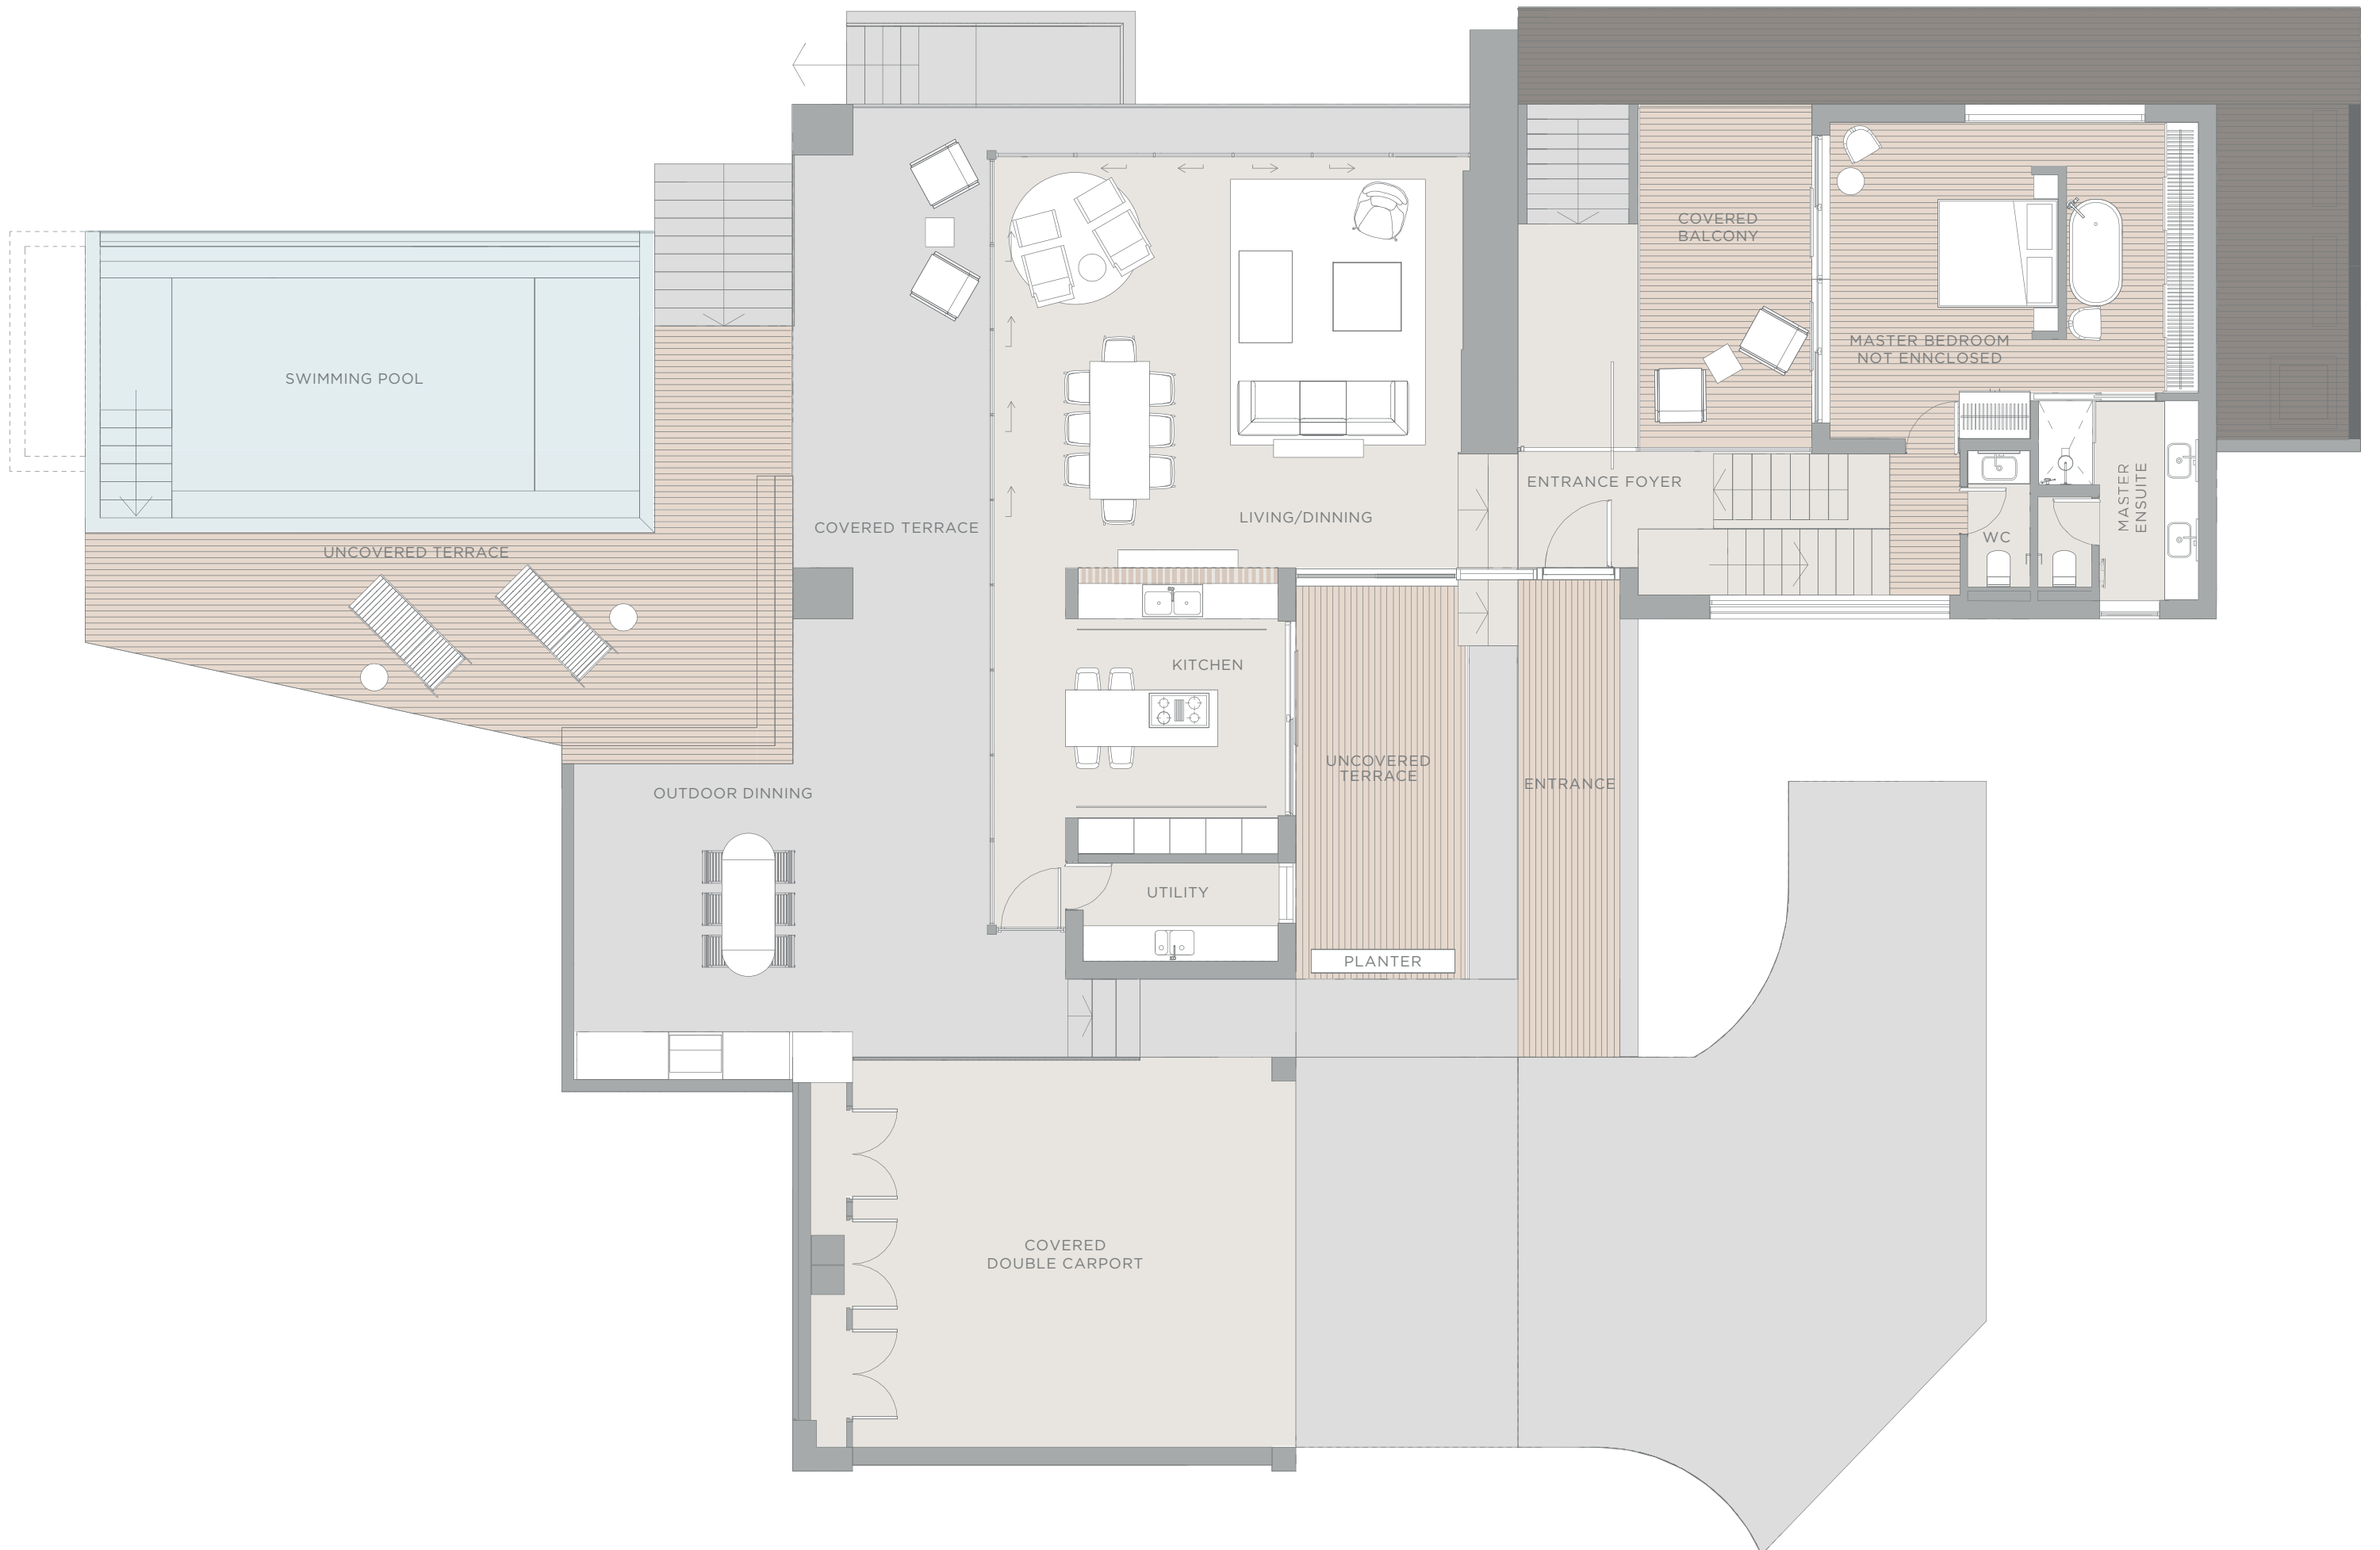 COVERED
BALCONY
MASTER BEDROOM
NOT ENNCLOSED
SWIMMING POOL
ENTRANCE FOYER
MASTER
ENSUITE
LIVING/DINNING
COVERED TERRACE
WC
UNCOVERED TERRACE
KITCHEN
UNCOVERED
TERRACE
ENTRANCE
OUTDOOR DINNING
UTILITY
PLANTER
COVERED
DOUBLE CARPORT